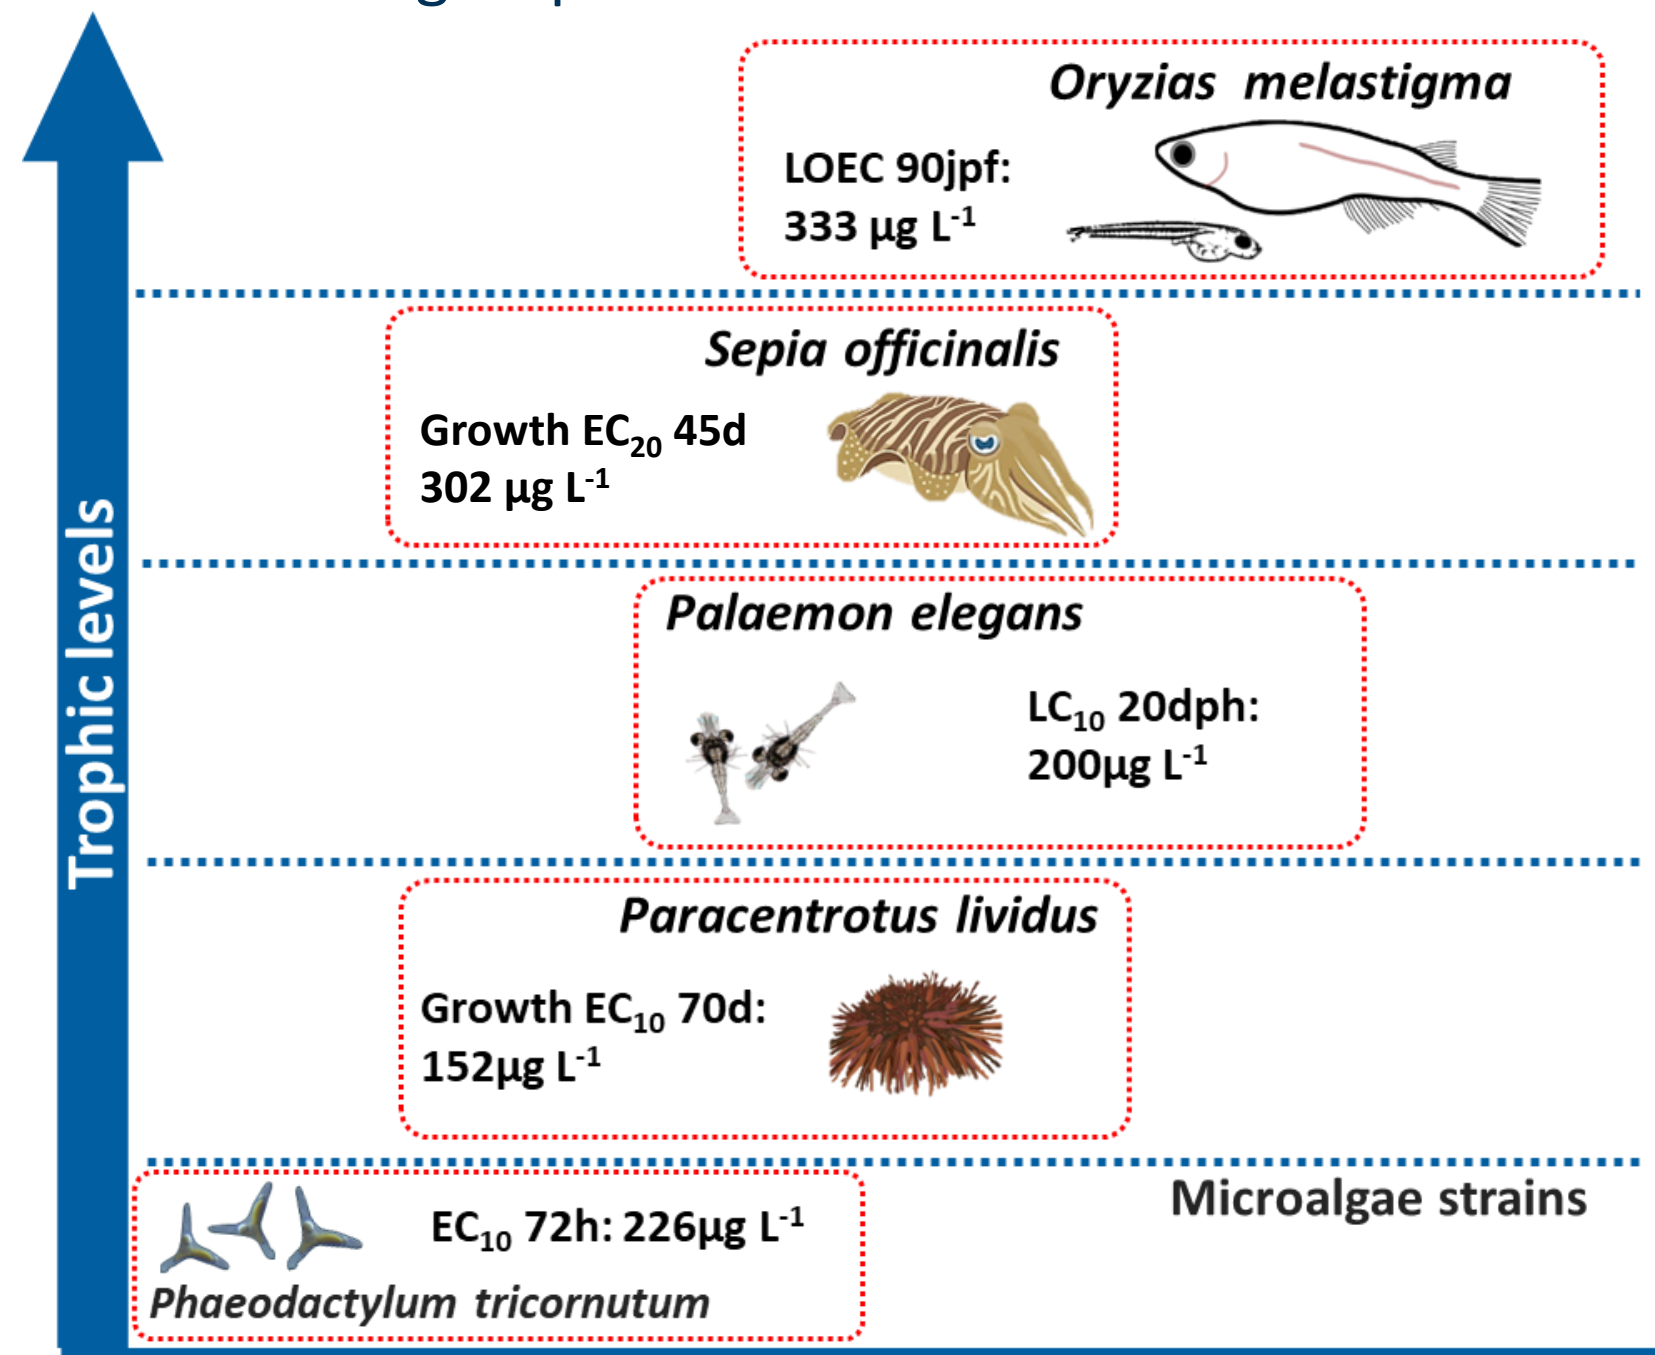 Oryzias melastigma
LOEC 90jpf:
333 µg L⁻¹
Sepia officinalis
Growth EC₂₀ 45d
302 µg L⁻¹
Palaemon elegans
LC₁₀ 20dph:
200µg L⁻¹
Paracentrotus lividus
Growth EC₁₀ 70d:
152µg L⁻¹
Microalgae strains
EC₁₀ 72h: 226µg L⁻¹
Phaeodactylum tricornutum
Trophic levels